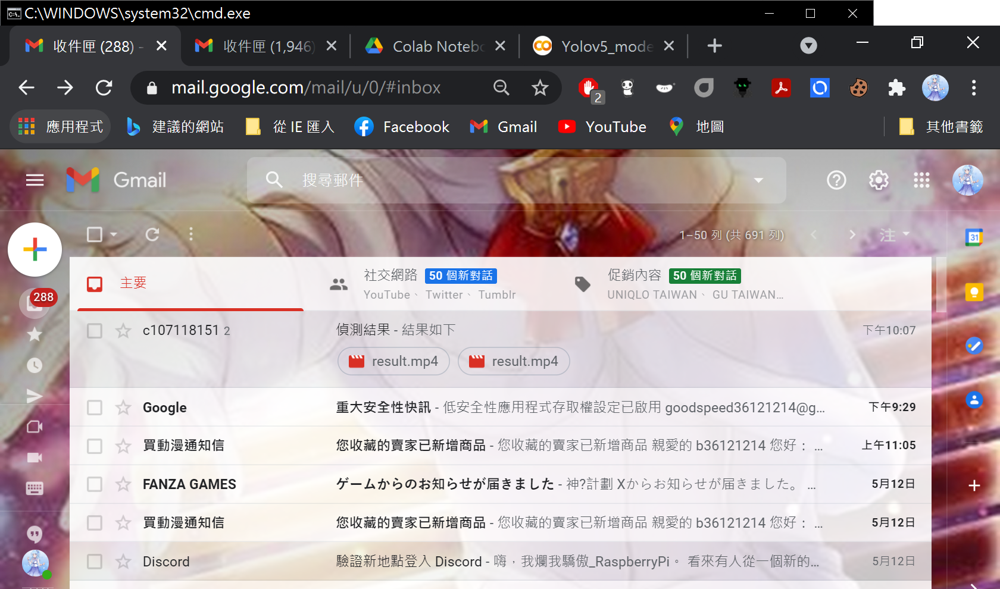 C:\WINDOWS\system32\cmd.exe
收件匣 (288) -
收件匣 (1,946)
Colab Notebo
Yolov5_mode
mail.google.com/mail/u/0/#inbox
2
應用程式
建議的網站
從 IE 匯入
Facebook
Gmail
YouTube
地圖
其他書籤
Gmail
搜尋郵件
1–50 列 (共 691 列)
注
31
288
主要
社交網路 50 個新對話
YouTube、 Twitter、 Tumblr
促銷內容 50 個新對話
UNIQLO TAIWAN、 GU TAIWAN...
c107118151 2 偵測結果 - 結果如下 下午10:07
result.mp4 result.mp4
Google 重大安全性快訊 - 低安全性應用程式存取權設定已啟用 goodspeed36121214@g... 下午9:29
買動漫通知信 您收藏的賣家已新增商品 - 您收藏的賣家已新增商品 親愛的 b36121214 您好： ... 上午11:05
FANZA GAMES ゲームからのお知らせが届きました - 神?計劃 Xからお知らせが届きました。 ... 5月12日
買動漫通知信 您收藏的賣家已新增商品 - 您收藏的賣家已新增商品 親愛的 b36121214 您好： ... 5月12日
Discord 驗證新地點登入 Discord - 嗨，我爛我驕傲_RaspberryPi。 看來有人從一個新的... 5月12日